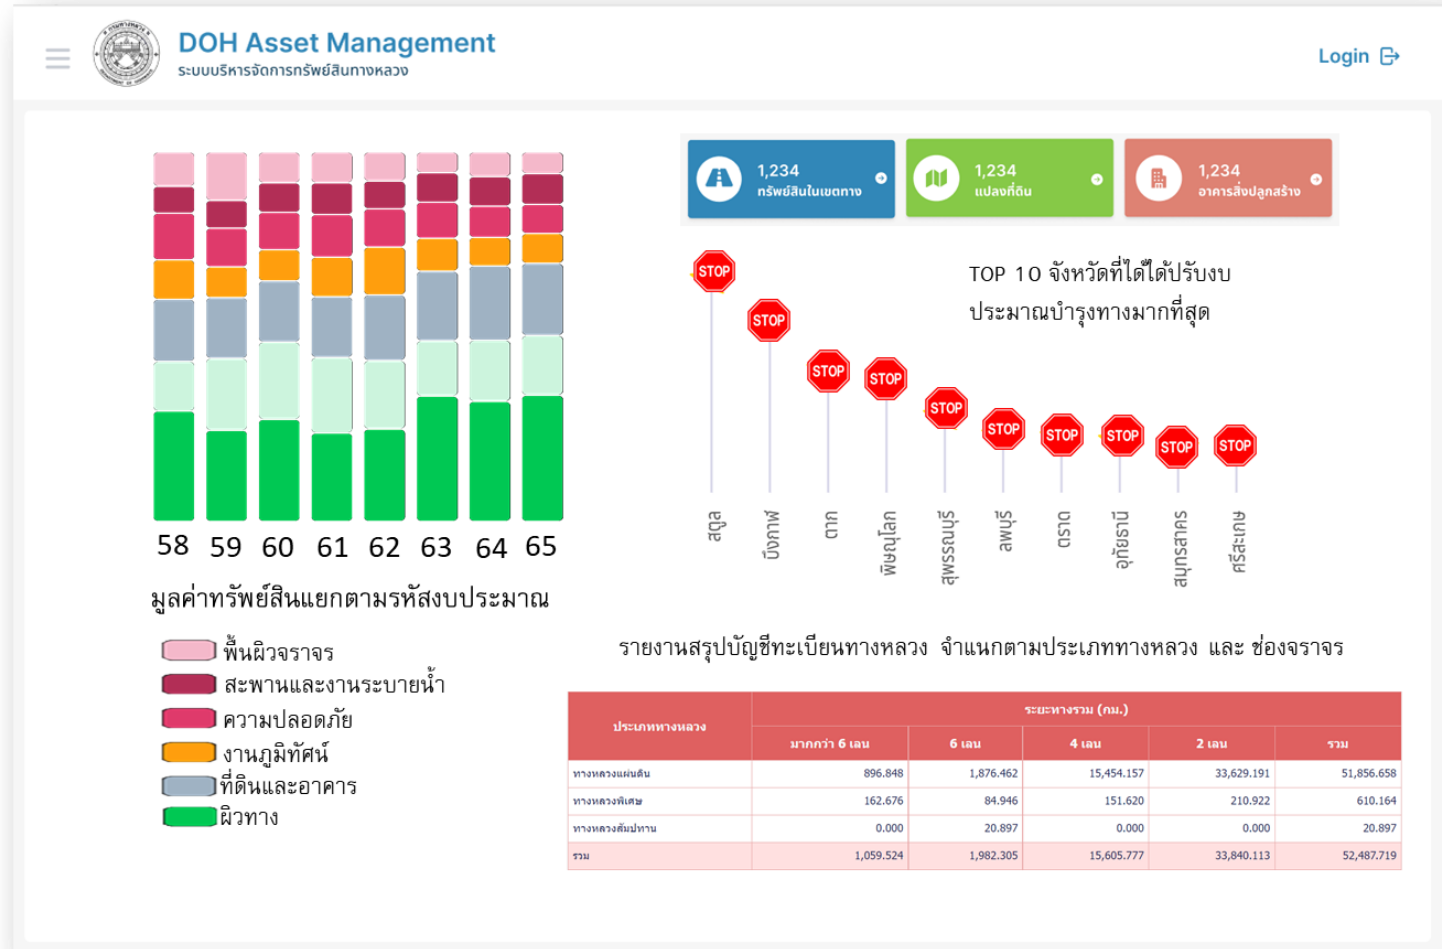 DOH Asset Management
ระบบบริหารจัดการทรัพย์สินทางหลวง
Login
1,234
ทรัพย์สินในเขตทาง
1,234
แปลงที่ดิน
1,234
อาคารสิ่งปลูกสร้าง
58 59 60 61 62 63 64 65
มูลค่าทรัพย์สินแยกตามรหัสงบประมาณ
พื้นผิวจราจร
สะพานและงานระบายน้ำ
ความปลอดภัย
งานภูมิทัศน์
ที่ดินและอาคาร
ผิวทาง
TOP 10 จังหวัดที่ได้ได้ปรับงบ
ประมาณบำรุงทางมากที่สุด
STOP STOP STOP STOP STOP STOP STOP STOP STOP STOP
สตูล บึงกาฬ ตาก พิษณุโลก สุพรรณบุรี ลพบุรี ตราด อุทัยธานี สมุทรสาคร ศรีสะเกษ
รายงานสรุปบัญชีทะเบียนทางหลวง จำแนกตามประเภททางหลวง และ ช่องจราจร
ประเภททางหลวง ระยะทางรวม (กม.)
มากกว่า 6 เลน 6 เลน 4 เลน 2 เลน รวม
ทางหลวงแผ่นดิน 896.848 1,876.462 15,454.157 33,629.191 51,856.658
ทางหลวงพิเศษ 162.676 84.946 151.620 210.922 610.164
ทางหลวงสัมปทาน 0.000 20.897 0.000 0.000 20.897
รวม 1,059.524 1,982.305 15,605.777 33,840.113 52,487.719